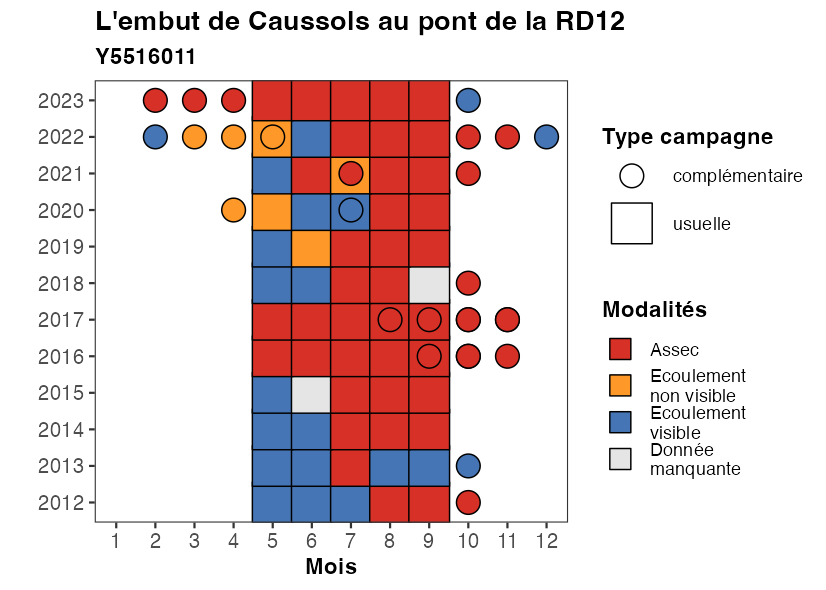 L'embut de Caussols au pont de la RD12
Y5516011
2023
2022
2021
2020
2019
2018
2017
2016
2015
2014
2013
2012
1 2 3 4 5 6 7 8 9 10 11 12
Mois
Type campagne
complémentaire
usuelle
Modalités
Assec
Ecoulement
non visible
Ecoulement
visible
Donnée
manquante